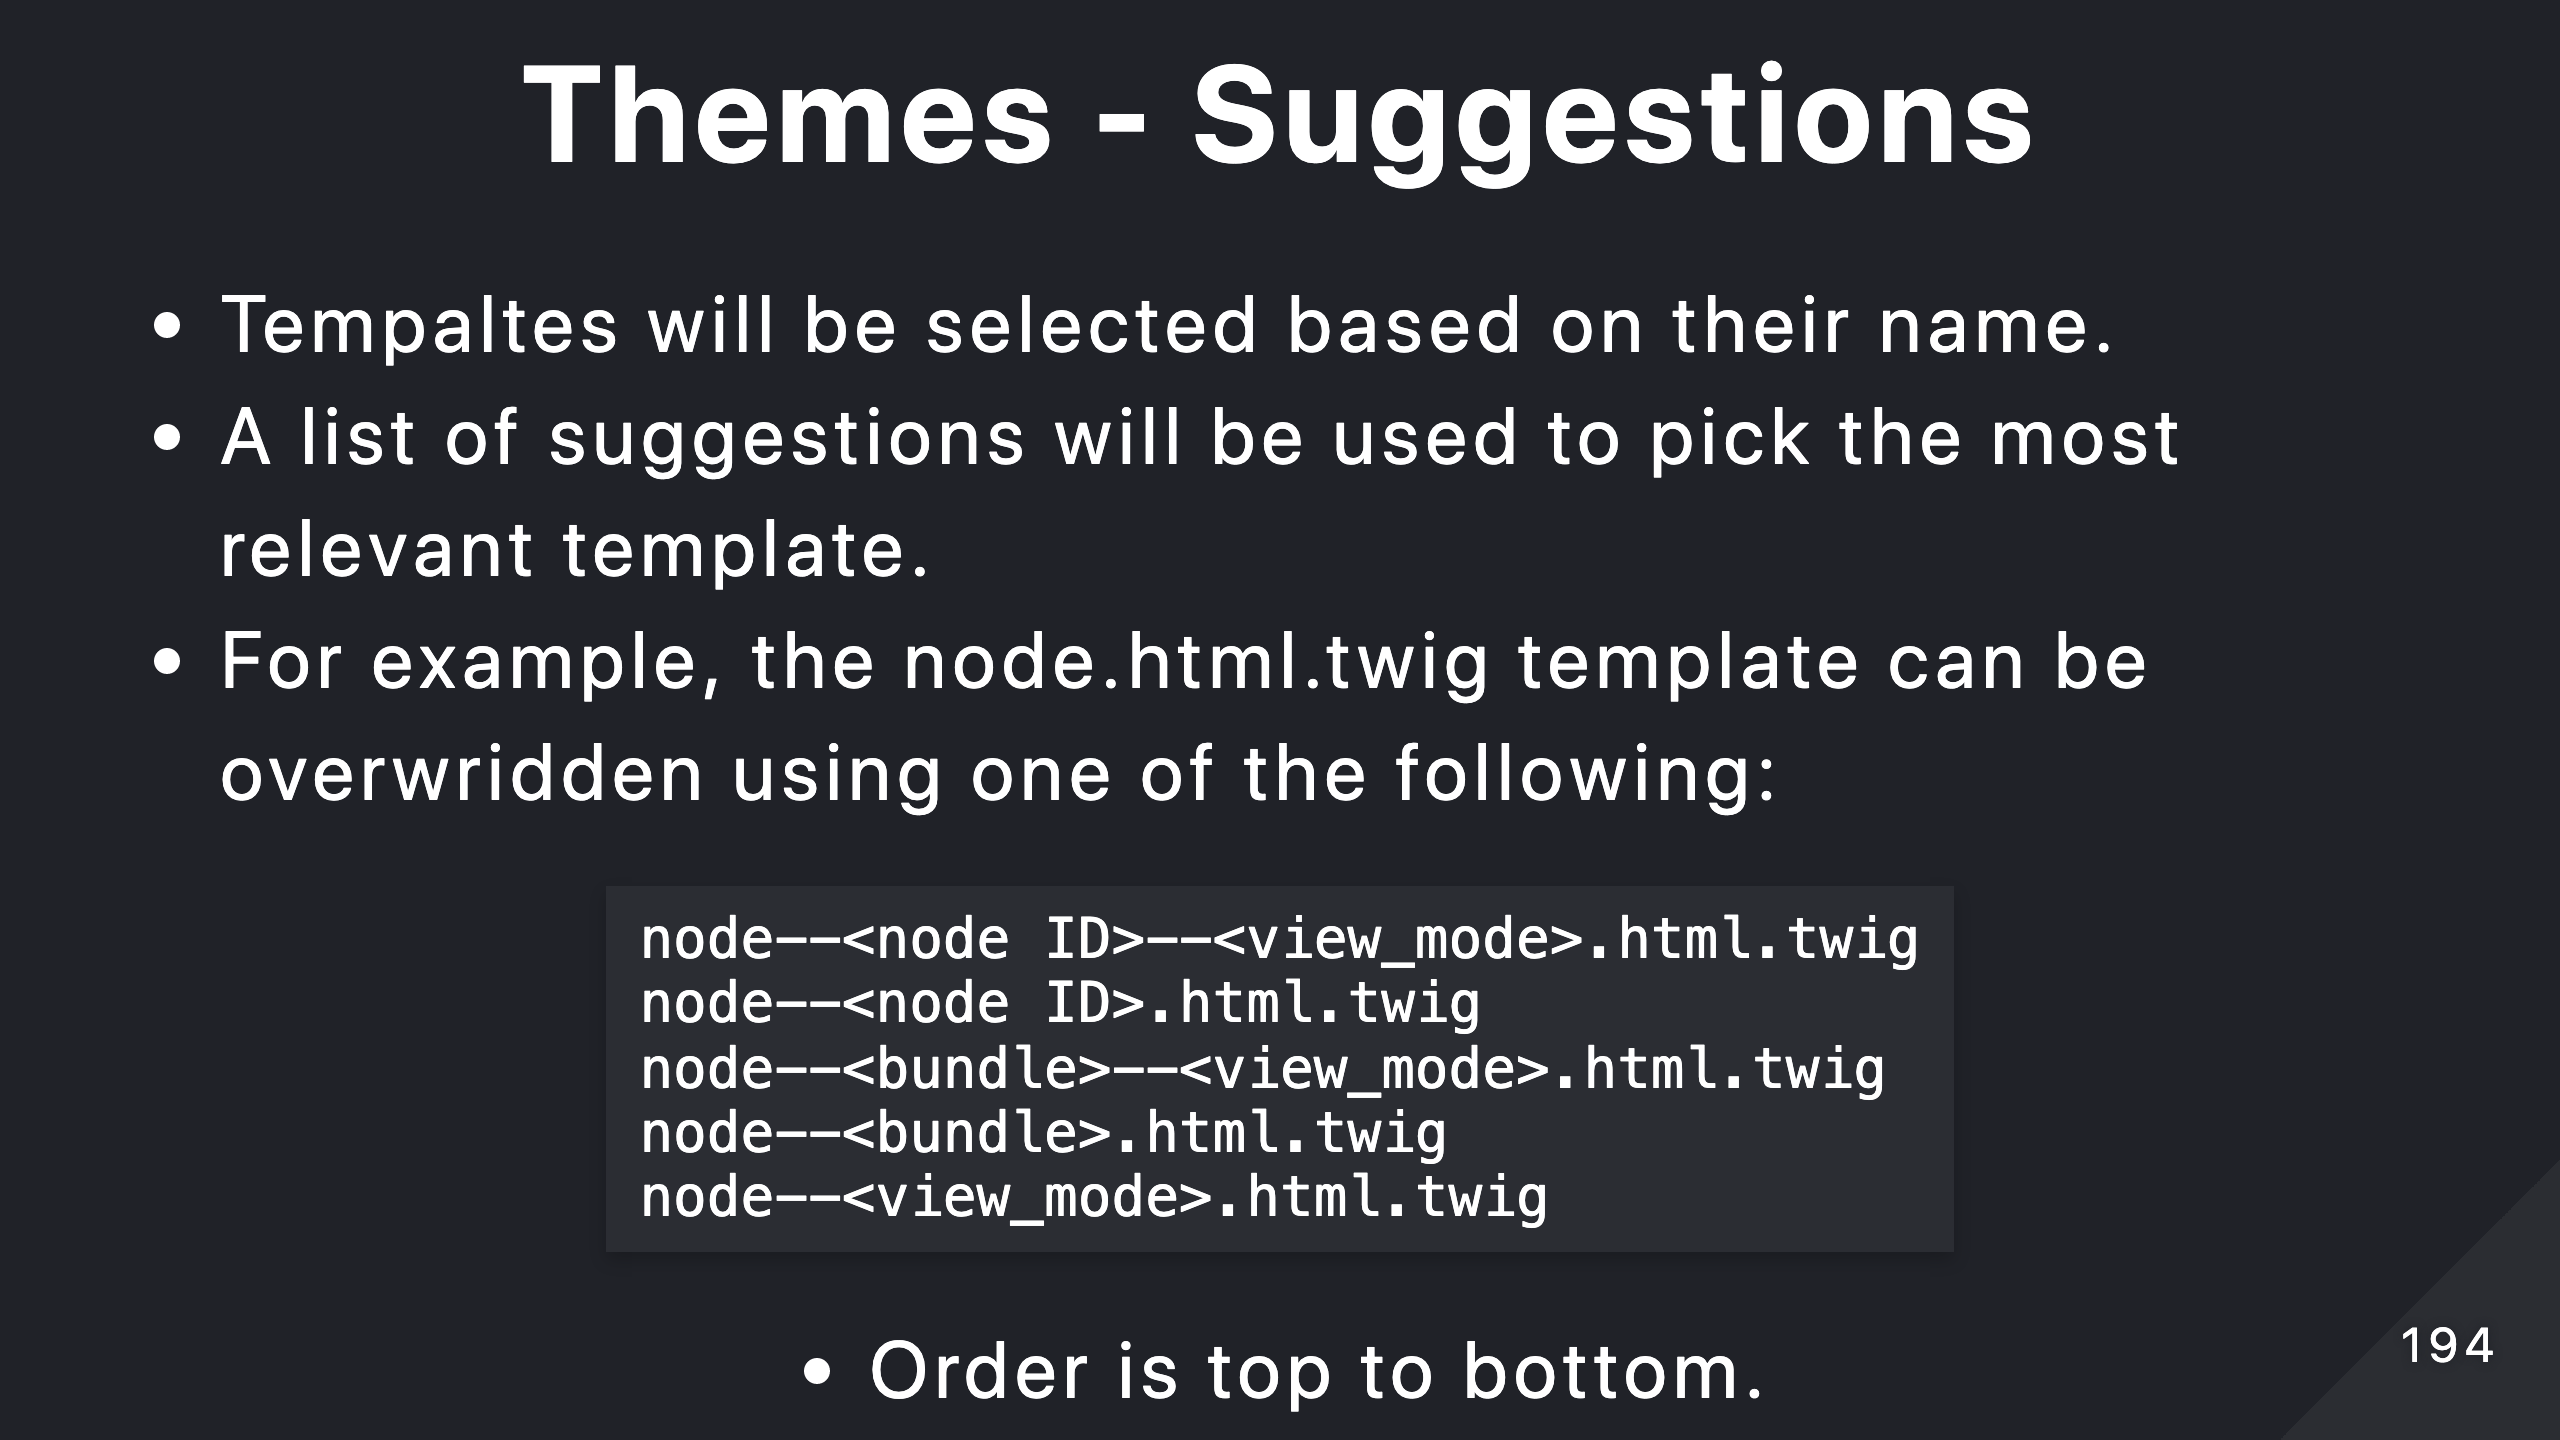 Themes - Suggestions
• Tempaltes will be selected based on their name.
• A list of suggestions will be used to pick the most
relevant template.
• For example, the node.html.twig template can be
overwridden using one of the following:
node--<node ID>--<view_mode>.html.twig
node--<node ID>.html.twig
node--<bundle>--<view_mode>.html.twig
node--<bundle>.html.twig
node--<view_mode>.html.twig
• Order is top to bottom.
194